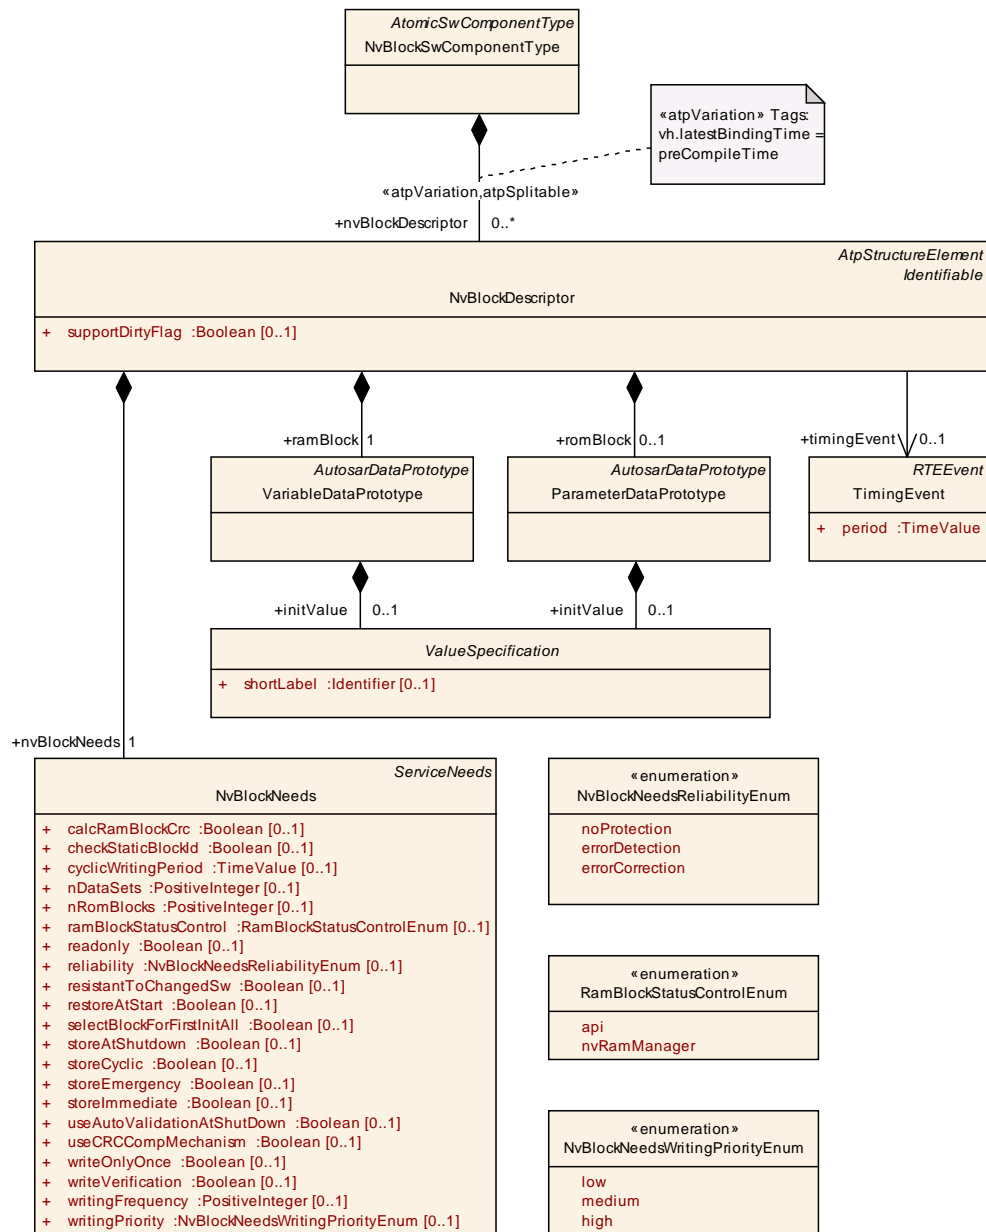 AtomicSwComponentType
NvBlockSwComponentType
«atpVariation» Tags:
vh.latestBindingTime =
preCompileTime
«atpVariation,atpSplitable»
+nvBlockDescriptor 0..*
AtpStructureElement
Identifiable
NvBlockDescriptor
+ supportDirtyFlag :Boolean [0..1]
+ramBlock 1
+romBlock 0..1
+timingEvent 0..1
AutosarDataPrototype
VariableDataPrototype
AutosarDataPrototype
ParameterDataPrototype
RTEEvent
TimingEvent
+ period :TimeValue
+initValue 0..1
+initValue 0..1
ValueSpecification
+ shortLabel :Identifier [0..1]
+nvBlockNeeds 1
ServiceNeeds
NvBlockNeeds
+ calcRamBlockCrc :Boolean [0..1]
+ checkStaticBlockId :Boolean [0..1]
+ cyclicWritingPeriod :TimeValue [0..1]
+ nDataSets :PositiveInteger [0..1]
+ nRomBlocks :PositiveInteger [0..1]
+ ramBlockStatusControl :RamBlockStatusControlEnum [0..1]
+ readonly :Boolean [0..1]
+ reliability :NvBlockNeedsReliabilityEnum [0..1]
+ resistantToChangedSw :Boolean [0..1]
+ restoreAtStart :Boolean [0..1]
+ selectBlockForFirstInitAll :Boolean [0..1]
+ storeAtShutdown :Boolean [0..1]
+ storeCyclic :Boolean [0..1]
+ storeEmergency :Boolean [0..1]
+ storeImmediate :Boolean [0..1]
+ useAutoValidationAtShutDown :Boolean [0..1]
+ useCRCCompMechanism :Boolean [0..1]
+ writeOnlyOnce :Boolean [0..1]
+ writeVerification :Boolean [0..1]
+ writingFrequency :PositiveInteger [0..1]
+ writingPriority :NvBlockNeedsWritingPriorityEnum [0..1]
«enumeration»
NvBlockNeedsReliabilityEnum
noProtection
errorDetection
errorCorrection
«enumeration»
RamBlockStatusControlEnum
api
nvRamManager
«enumeration»
NvBlockNeedsWritingPriorityEnum
low
medium
high